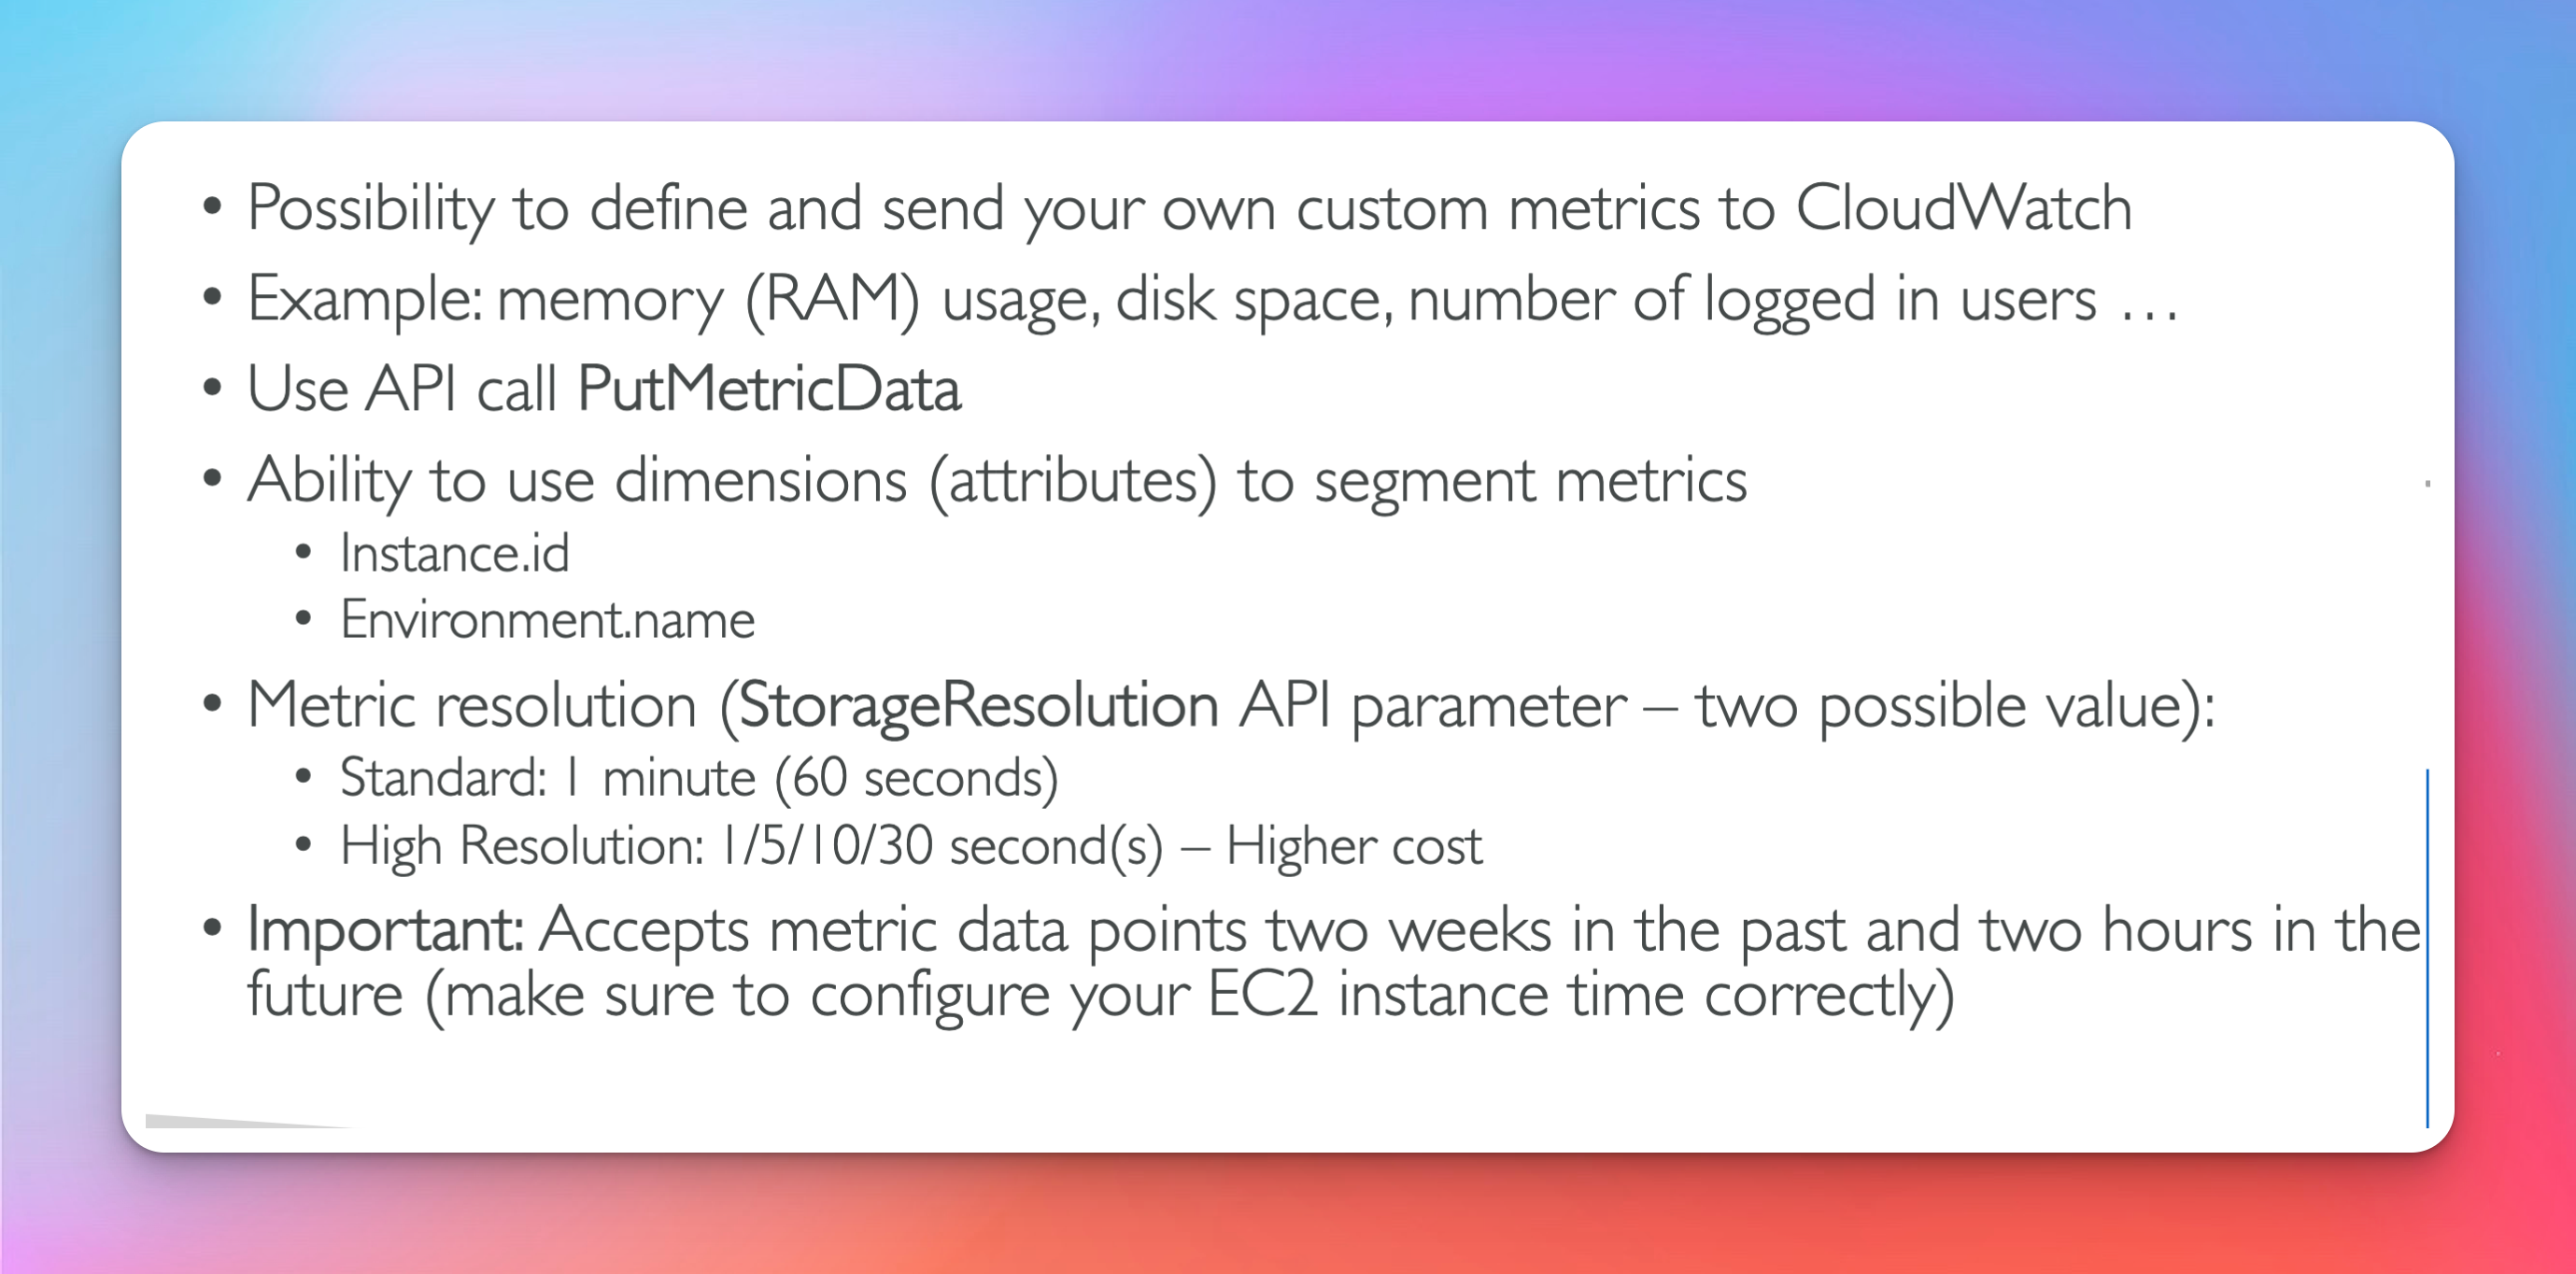 • Possibility to define and send your own custom metrics to CloudWatch
• Example: memory (RAM) usage, disk space, number of logged in users …
• Use API call PutMetricData
• Ability to use dimensions (attributes) to segment metrics
• Instance.id
• Environment.name
• Metric resolution (StorageResolution API parameter – two possible value):
• Standard: 1 minute (60 seconds)
• High Resolution: 1/5/10/30 second(s) – Higher cost
• Important: Accepts metric data points two weeks in the past and two hours in the
future (make sure to configure your EC2 instance time correctly)